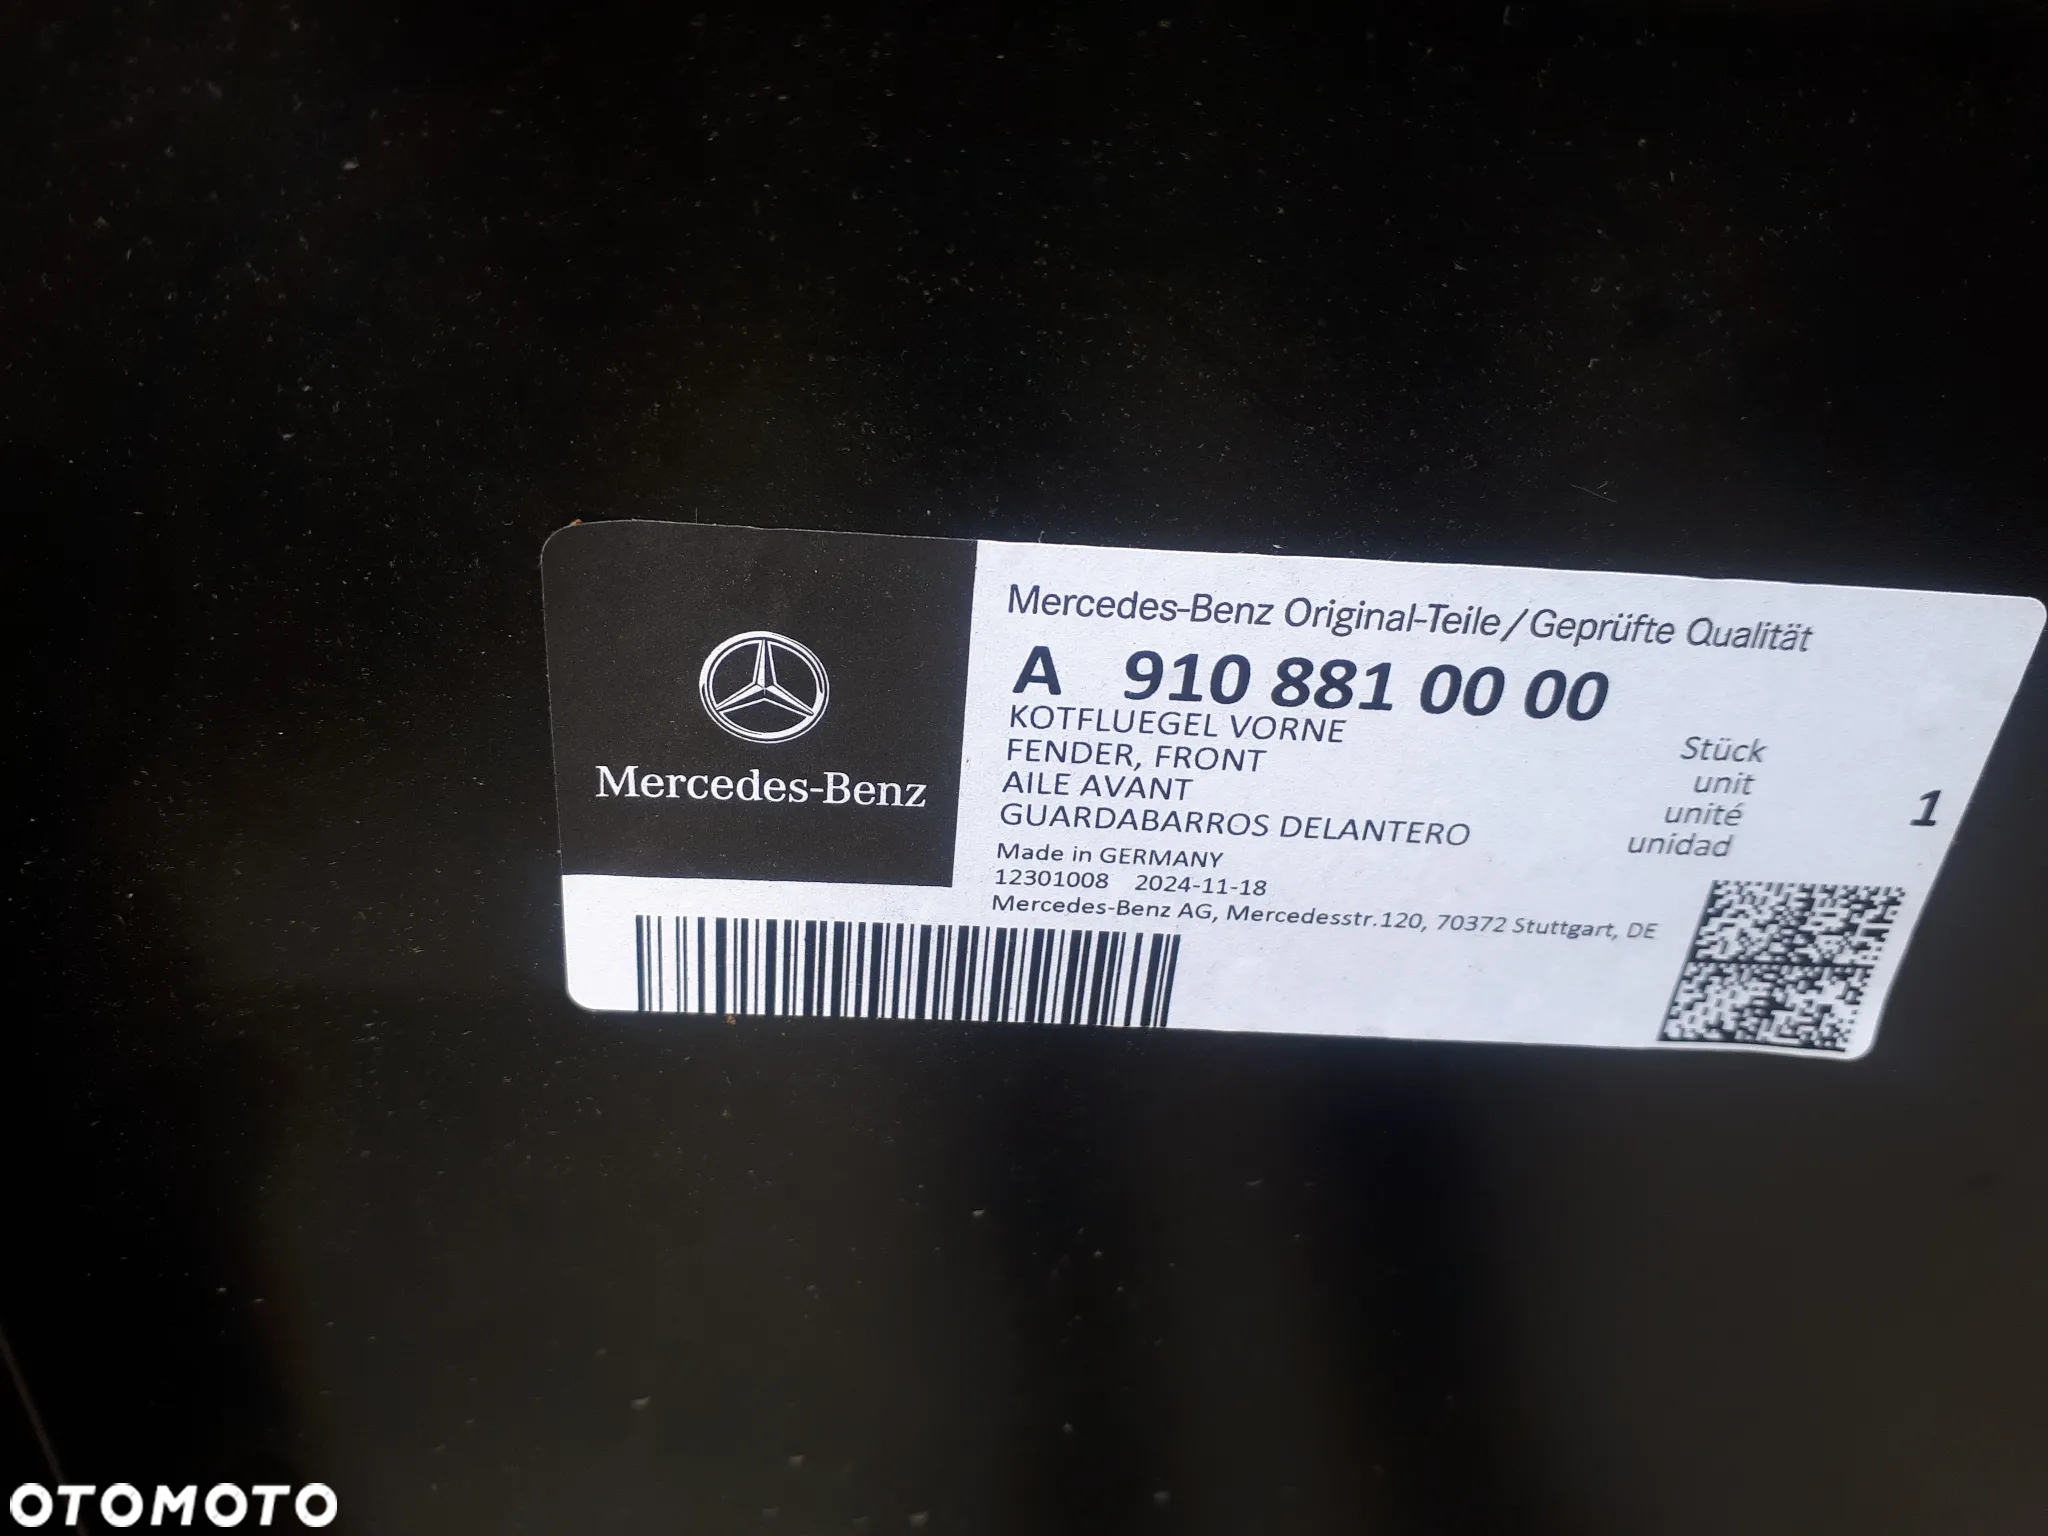 Mercedes-Benz
Mercedes-Benz Original-Teile/Geprüfte Qualität
A 910 881 00 00
KOTFLUEGEL VORNE
FENDER, FRONT
AILE AVANT
GUARDABARROS DELANTERO
Stück
unit
unité
unidad
1
Made in GERMANY
12301008 2024-11-18
Mercedes-Benz AG, Mercedesstr.120, 70372 Stuttgart, DE
OTOMOTO